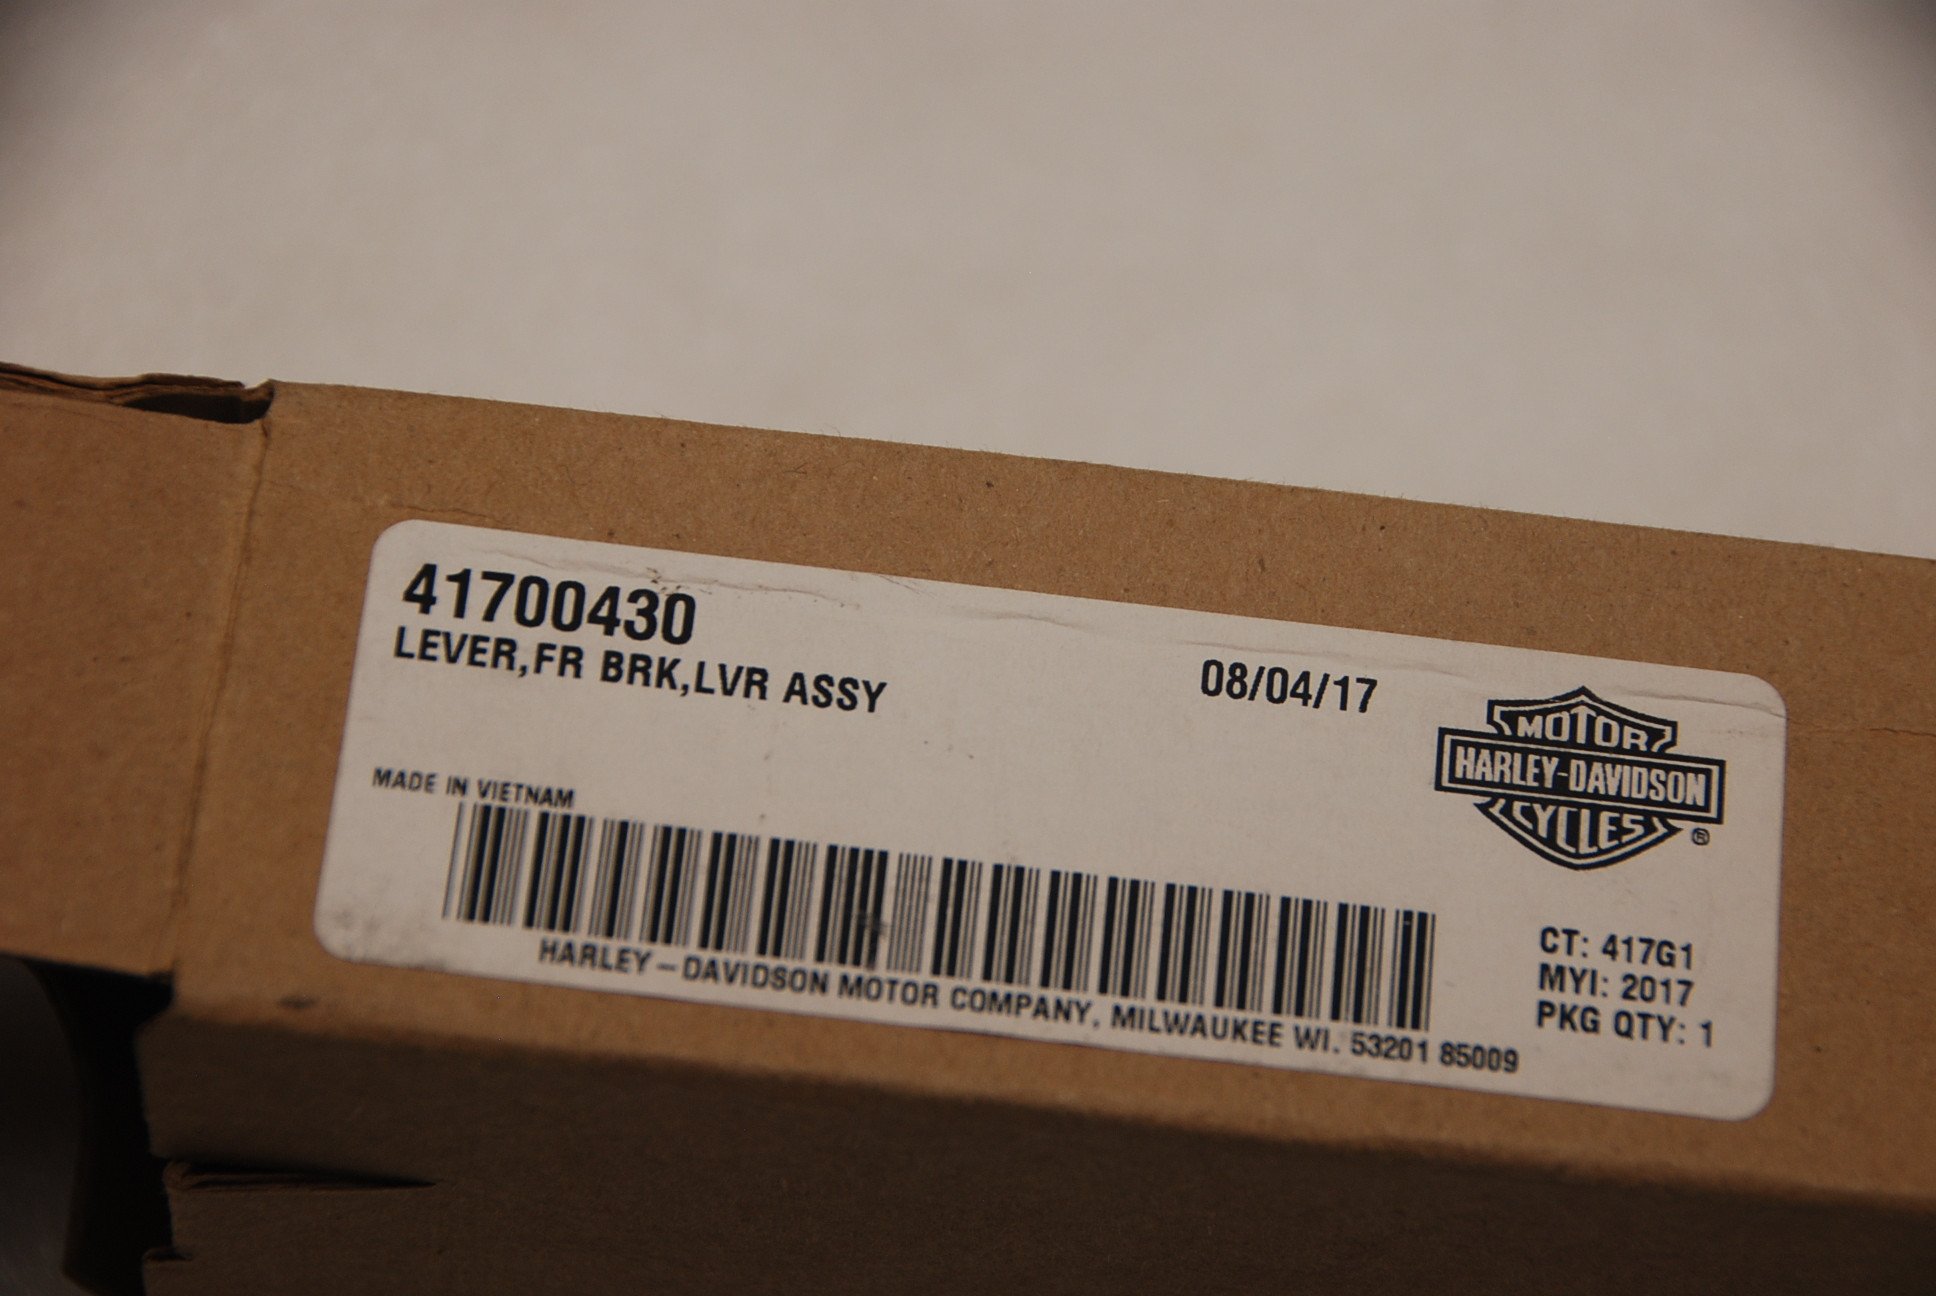 41700430
LEVER,FR BRK,LVR ASSY
08/04/17
MOTOR
HARLEY-DAVIDSON
CYCLES
®
MADE IN VIETNAM
CT: 417G1
MYI: 2017
PKG QTY: 1
HARLEY-DAVIDSON MOTOR COMPANY, MILWAUKEE WI. 53201 85009